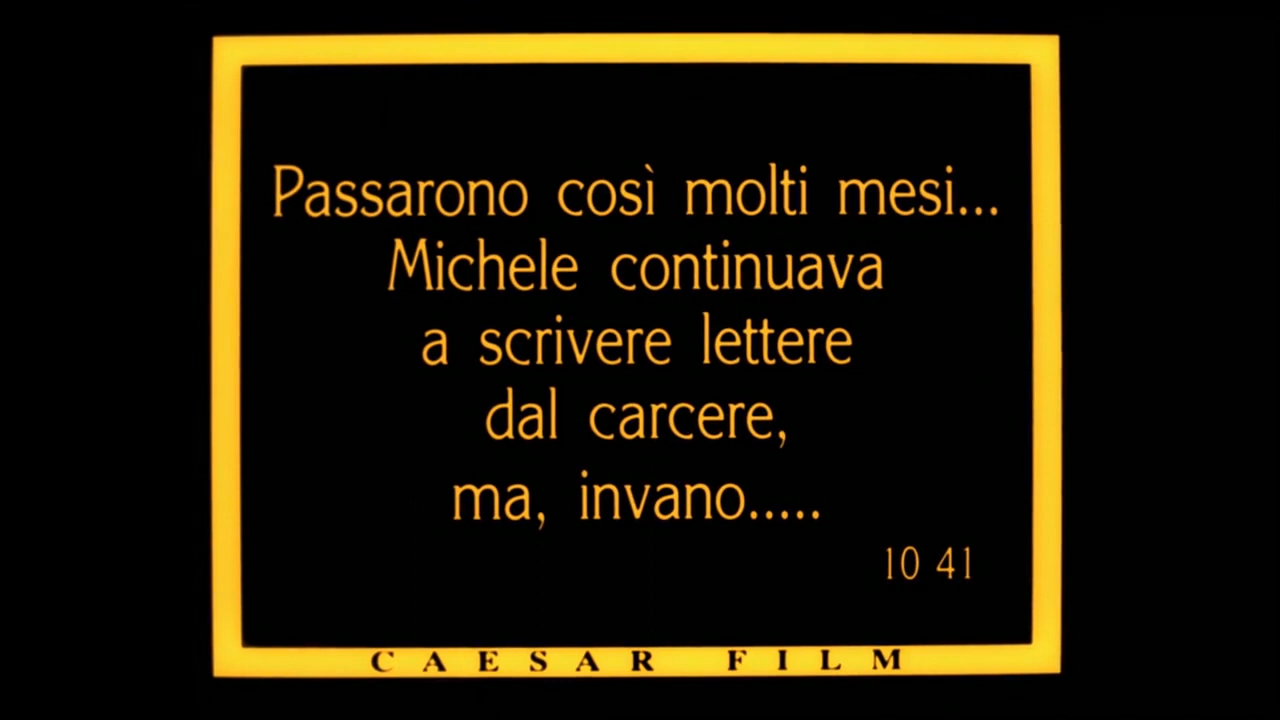 Passarono così molti mesi...
Michele continuava
a scrivere lettere
dal carcere,
ma, invano.....
10 41
CAESAR FILM